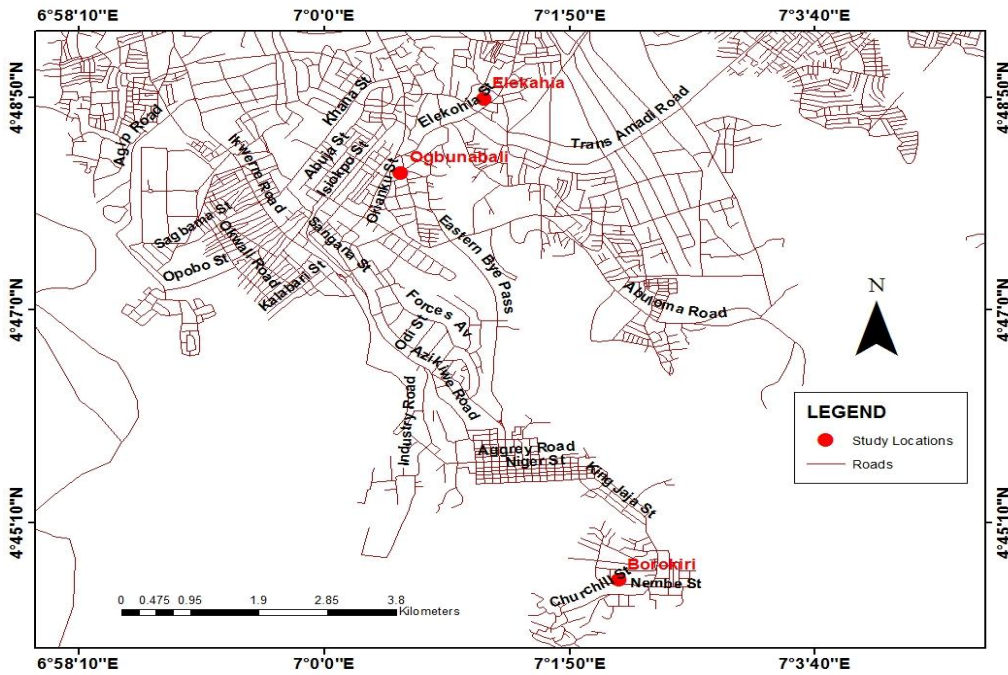 6°58'10"E 7°0'0"E 7°1'50"E 7°3'40"E
4°48'50"N
4°47'0"N
4°45'10"N
4°48'50"N
4°47'0"N
4°45'10"N
Elekahia
Elekohia St
Khana St
Trans Amadi Road
Agip Road
Ikwerre Road
Abuja St
Isiokpo St
Ogbunabali
Orianku St
Sagbama St
Okwali Road
Sangana St
Eastern Bye Pass
Opobo St
Kalabari St
Forces Av
Odi St
Azikiwe Road
Abuloma Road
N
Industry Road
Aggrey Road
Niger St
King Jaja St
LEGEND
Study Locations
Roads
Borokiri
Churchill St
Nembe St
0 0.475 0.95 1.9 2.85 3.8
Kilometers
6°58'10"E 7°0'0"E 7°1'50"E 7°3'40"E